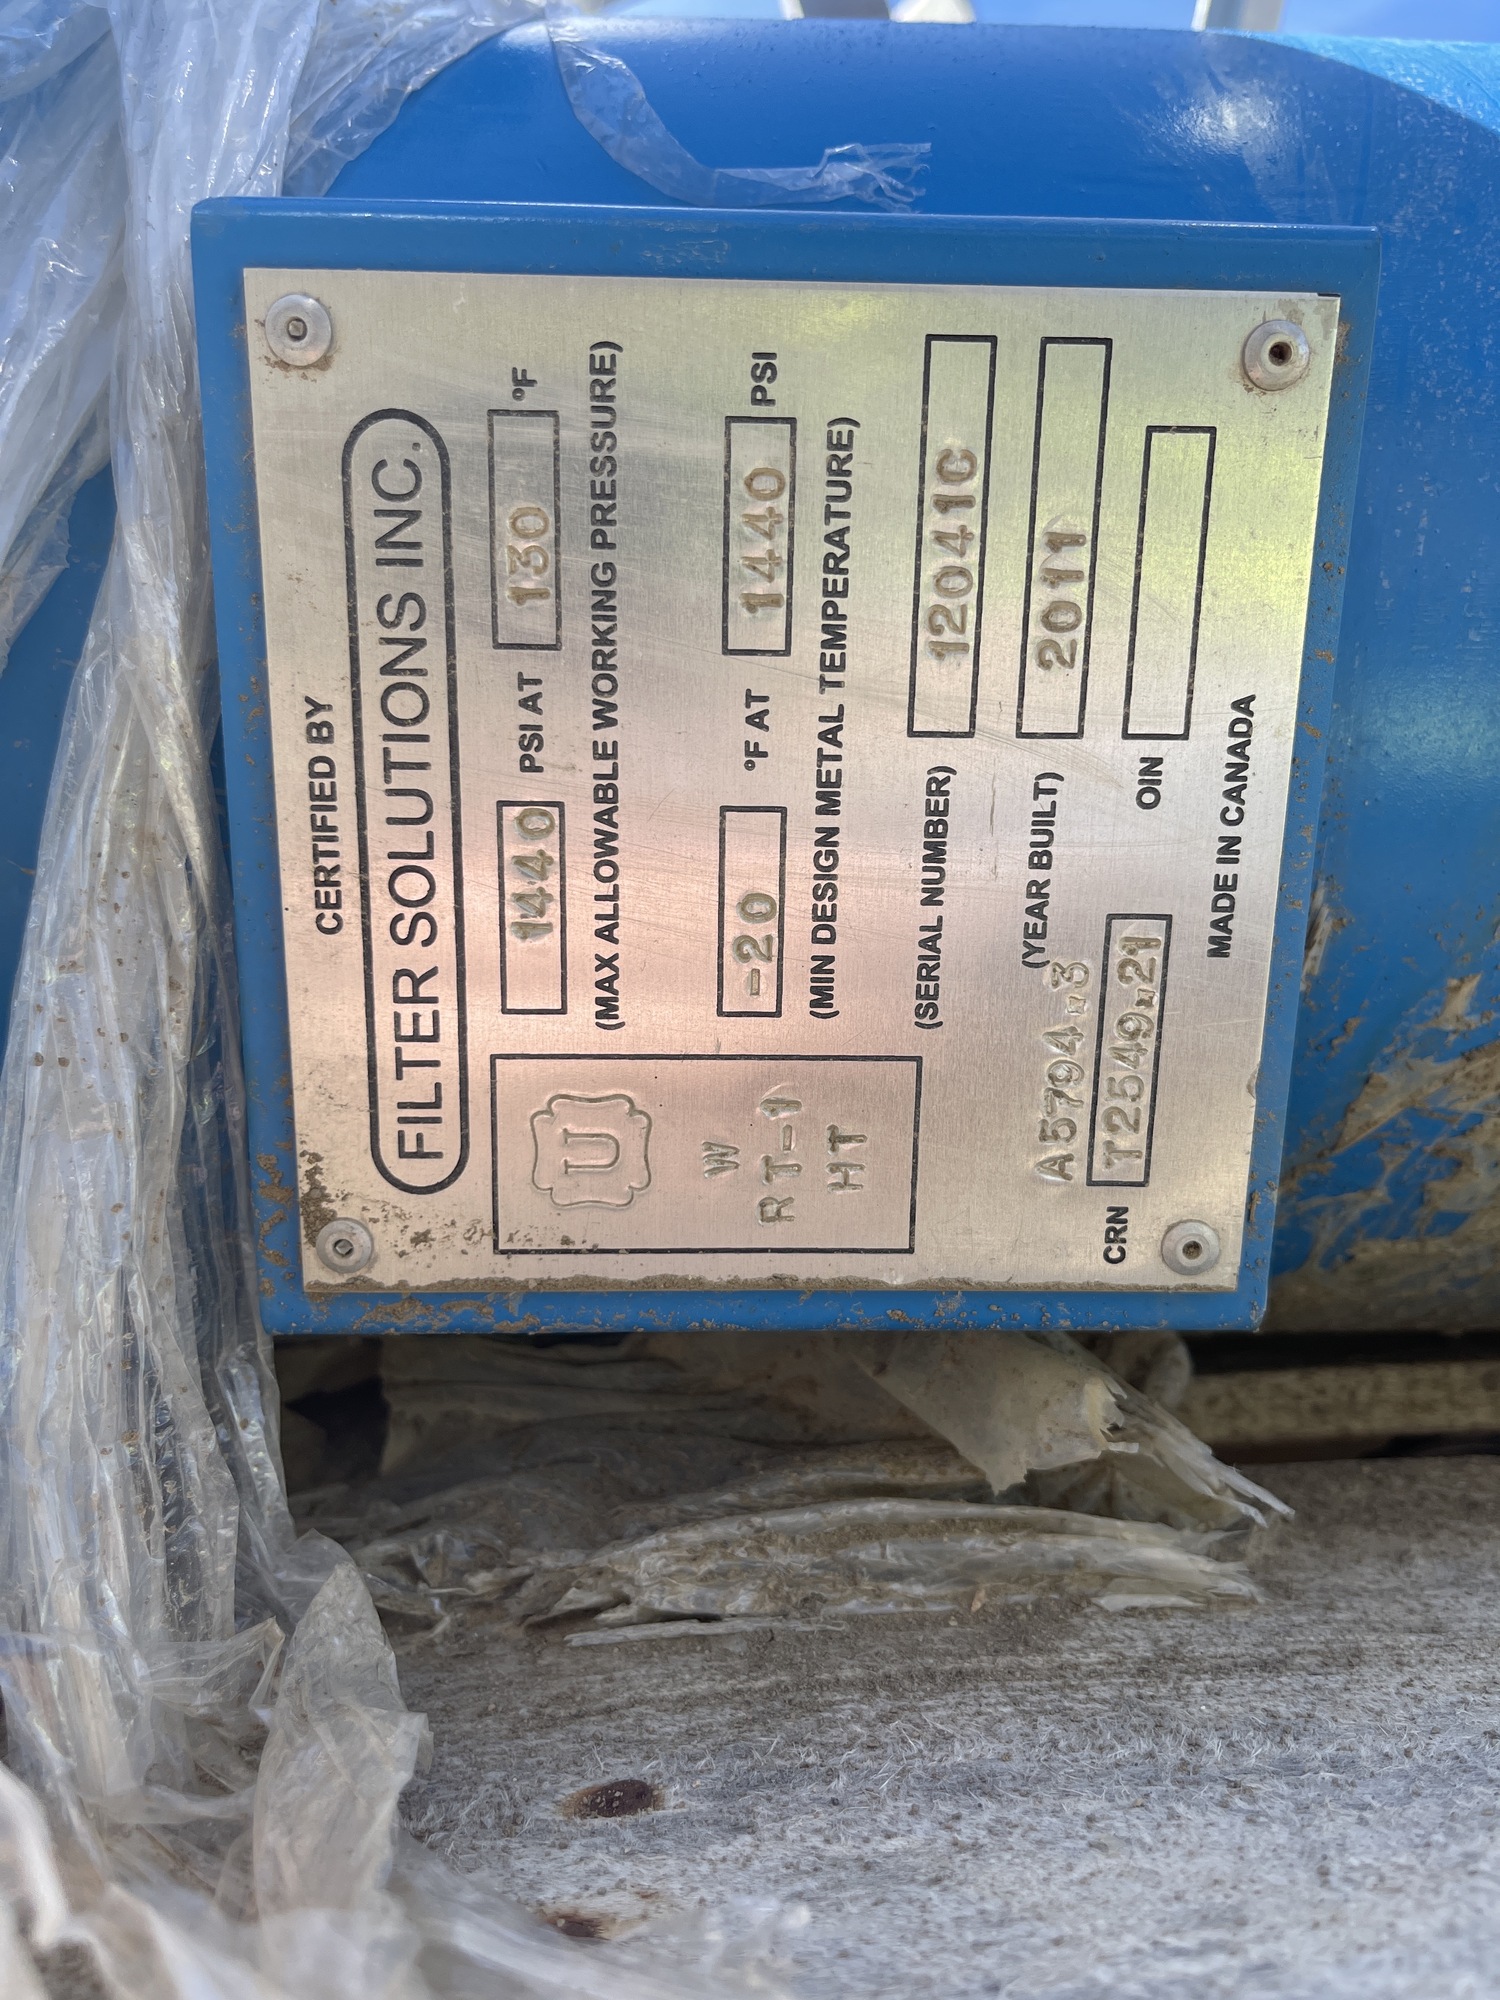 CERTIFIED BY
FILTER SOLUTIONS INC.
U
W
RT-1
HT
1440 PSI AT 130 °F
(MAX ALLOWABLE WORKING PRESSURE)
-20 °F AT 1440 PSI
(MIN DESIGN METAL TEMPERATURE)
(SERIAL NUMBER) 12041C
(YEAR BUILT) 2011
A5794.3
CRN T2549.21
OIN
MADE IN CANADA